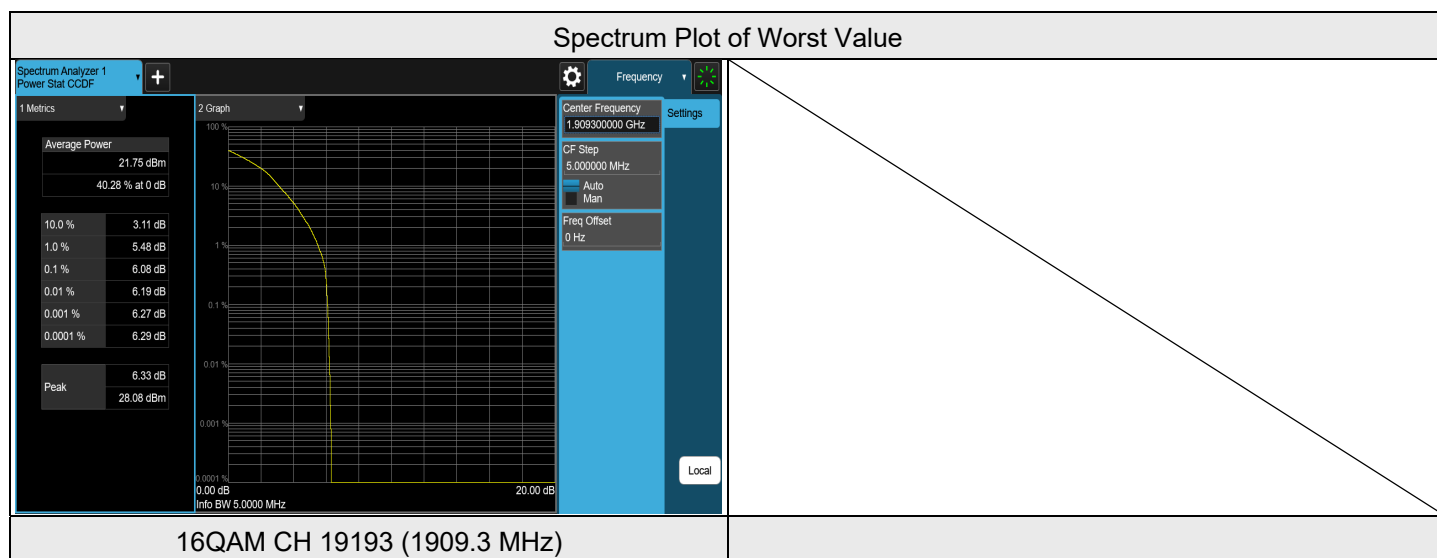 Spectrum Plot of Worst Value
Spectrum Analyzer 1
Power Stat CCDF
+
Frequency
1 Metrics
2 Graph
Center Frequency
1.909300000 GHz
Settings
CF Step
5.000000 MHz
Auto
Man
Freq Offset
0 Hz
Average Power
21.75 dBm
40.28 % at 0 dB
10.0 % 3.11 dB
1.0 % 5.48 dB
0.1 % 6.08 dB
0.01 % 6.19 dB
0.001 % 6.27 dB
0.0001 % 6.29 dB
Peak 6.33 dB
28.08 dBm
100 %
10 %
1 %
0.1 %
0.01 %
0.001 %
0.0001 %
0.00 dB 20.00 dB
Info BW 5.0000 MHz
Local
16QAM CH 19193 (1909.3 MHz)